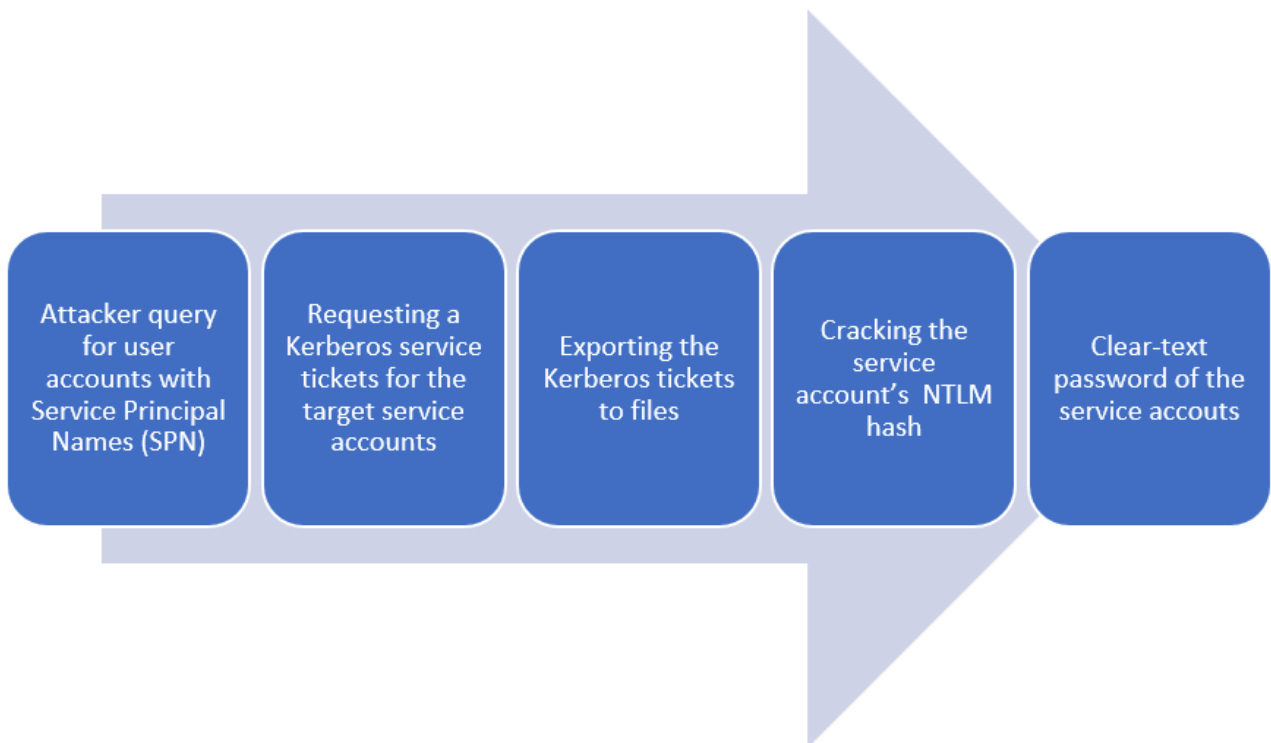 Attacker query
for user
accounts with
Service Principal
Names (SPN)
Requesting a
Kerberos service
tickets for the
target service
accounts
Exporting the
Kerberos tickets
to files
Cracking the
service
account’s  NTLM
hash
Clear-text
password of the
service accouts